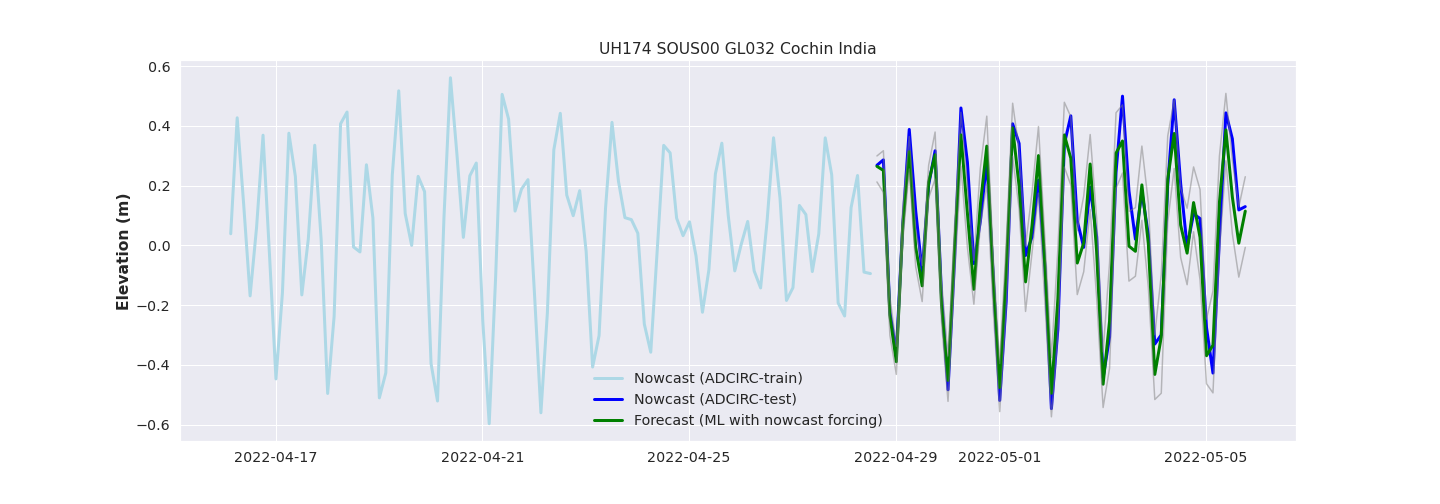 UH174 SOUS00 GL032 Cochin India
Elevation (m)
0.6
0.4
0.2
0.0
−0.2
−0.4
−0.6
Nowcast (ADCIRC-train)
Nowcast (ADCIRC-test)
Forecast (ML with nowcast forcing)
2022-04-17
2022-04-21
2022-04-25
2022-04-29
2022-05-01
2022-05-05